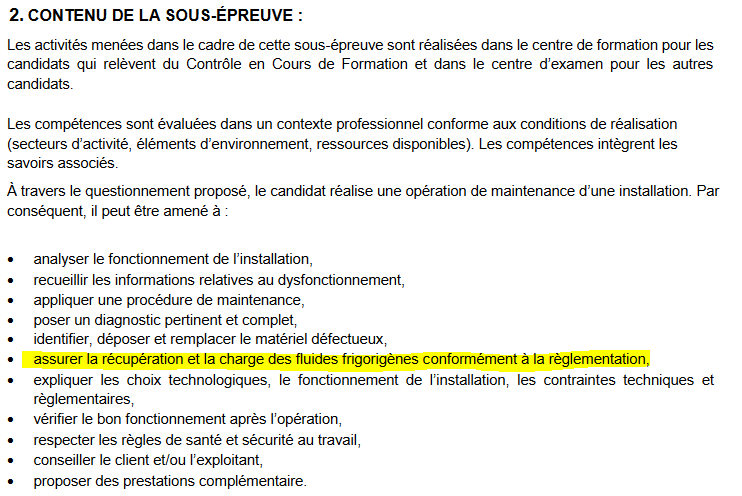 2. CONTENU DE LA SOUS-ÉPREUVE :
Les activités menées dans le cadre de cette sous-épreuve sont réalisées dans le centre de formation pour les
candidats qui relèvent du Contrôle en Cours de Formation et dans le centre d'examen pour les autres
candidats.
Les compétences sont évaluées dans un contexte professionnel conforme aux conditions de réalisation
(secteurs d'activité, éléments d'environnement, ressources disponibles). Les compétences intègrent les
savoirs associés.
À travers le questionnement proposé, le candidat réalise une opération de maintenance d'une installation. Par
conséquent, il peut être amené à :
• analyser le fonctionnement de l'installation,
• recueillir les informations relatives au dysfonctionnement,
• appliquer une procédure de maintenance,
• poser un diagnostic pertinent et complet,
• identifier, déposer et remplacer le matériel défectueux,
• assurer la récupération et la charge des fluides frigorigènes conformément à la règlementation,
• expliquer les choix technologiques, le fonctionnement de l'installation, les contraintes techniques et
règlementaires,
• vérifier le bon fonctionnement après l'opération,
• respecter les règles de santé et sécurité au travail,
• conseiller le client et/ou l'exploitant,
• proposer des prestations complémentaire.